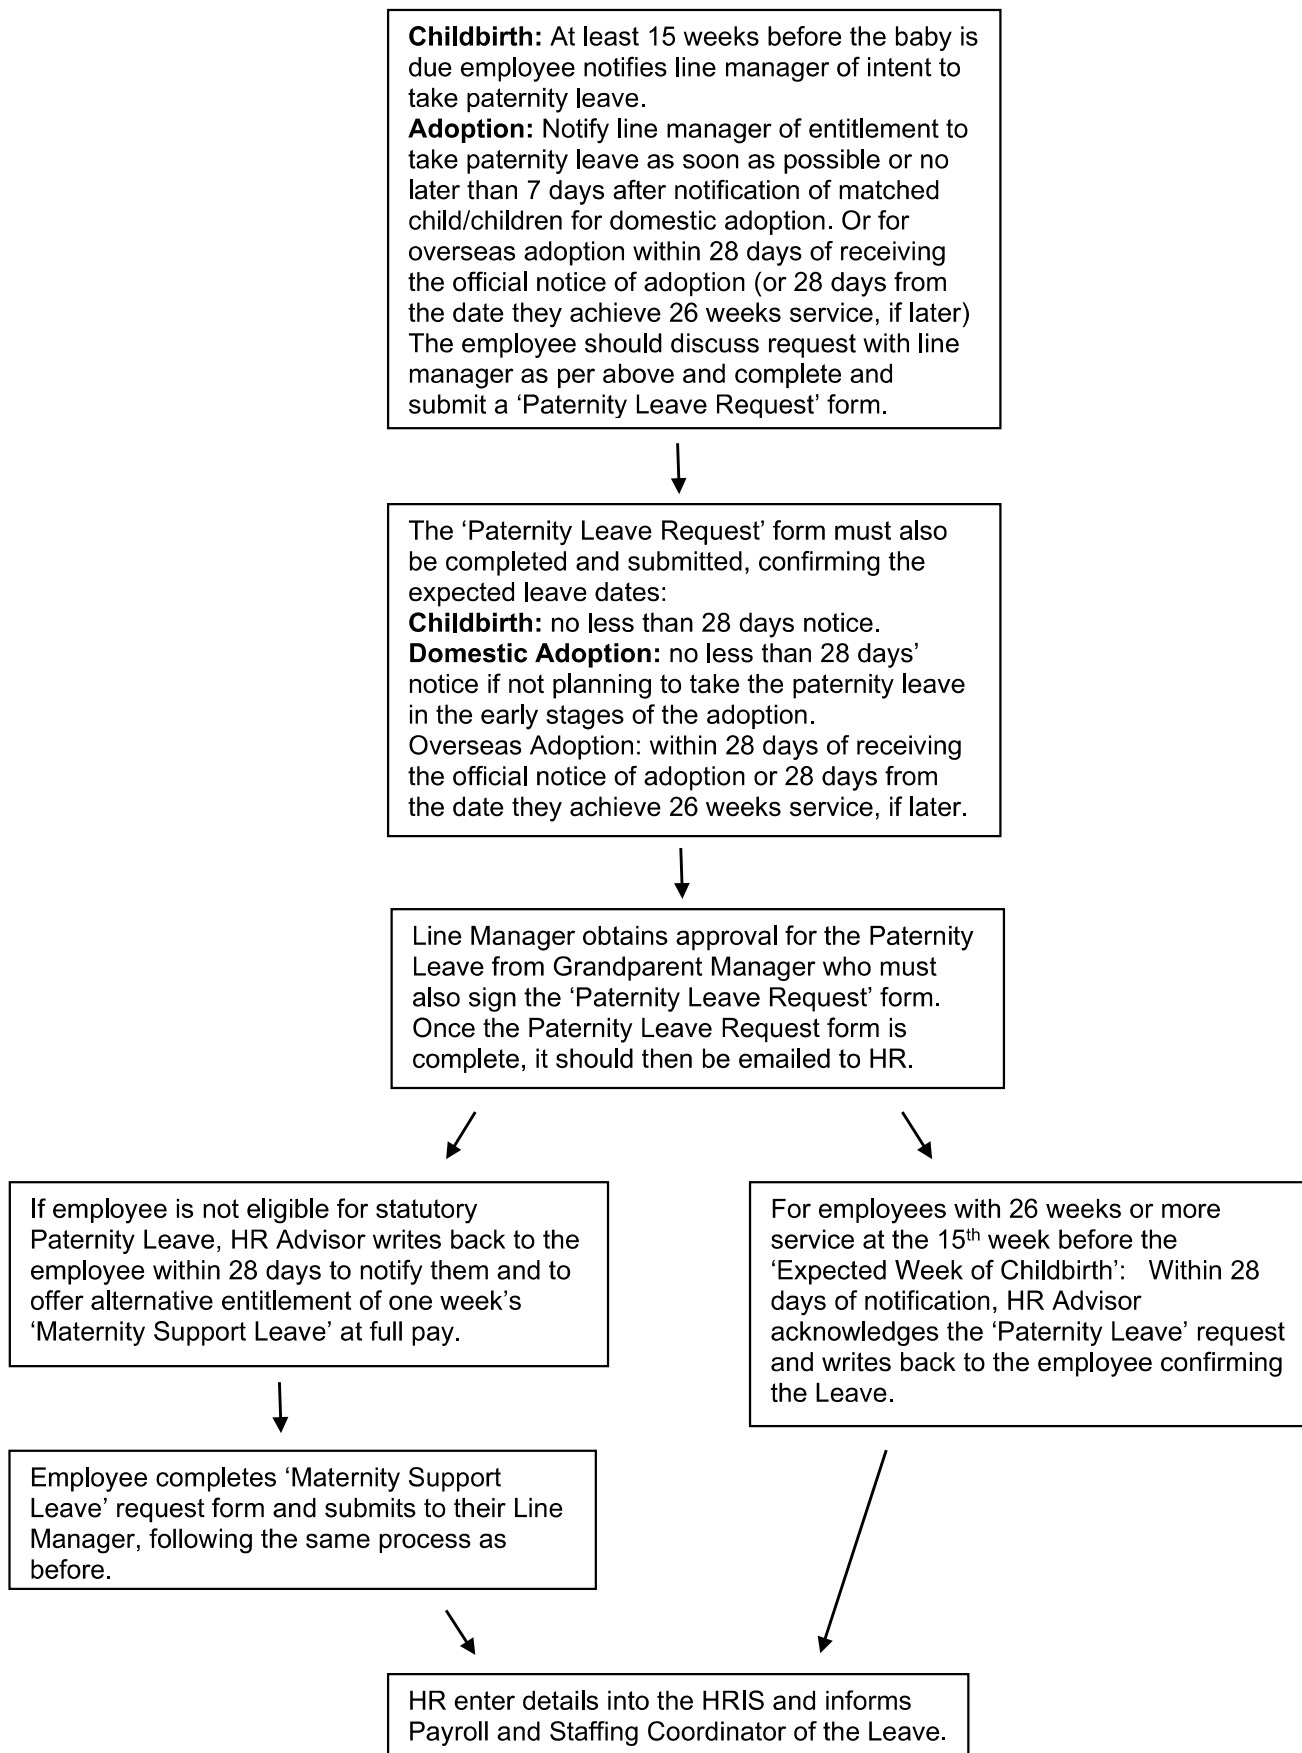 Childbirth: At least 15 weeks before the baby is
due employee notifies line manager of intent to
take paternity leave.
Adoption: Notify line manager of entitlement to
take paternity leave as soon as possible or no
later than 7 days after notification of matched
child/children for domestic adoption. Or for
overseas adoption within 28 days of receiving
the official notice of adoption (or 28 days from
the date they achieve 26 weeks service, if later)
The employee should discuss request with line
manager as per above and complete and
submit a ‘Paternity Leave Request’ form.
The ‘Paternity Leave Request’ form must also
be completed and submitted, confirming the
expected leave dates:
Childbirth: no less than 28 days notice.
Domestic Adoption: no less than 28 days’
notice if not planning to take the paternity leave
in the early stages of the adoption.
Overseas Adoption: within 28 days of receiving
the official notice of adoption or 28 days from
the date they achieve 26 weeks service, if later.
Line Manager obtains approval for the Paternity
Leave from Grandparent Manager who must
also sign the ‘Paternity Leave Request’ form.
Once the Paternity Leave Request form is
complete, it should then be emailed to HR.
If employee is not eligible for statutory
Paternity Leave, HR Advisor writes back to the
employee within 28 days to notify them and to
offer alternative entitlement of one week’s
‘Maternity Support Leave’ at full pay.
For employees with 26 weeks or more
service at the 15th week before the
‘Expected Week of Childbirth’: Within 28
days of notification, HR Advisor
acknowledges the ‘Paternity Leave’ request
and writes back to the employee confirming
the Leave.
Employee completes ‘Maternity Support
Leave’ request form and submits to their Line
Manager, following the same process as
before.
HR enter details into the HRIS and informs
Payroll and Staffing Coordinator of the Leave.